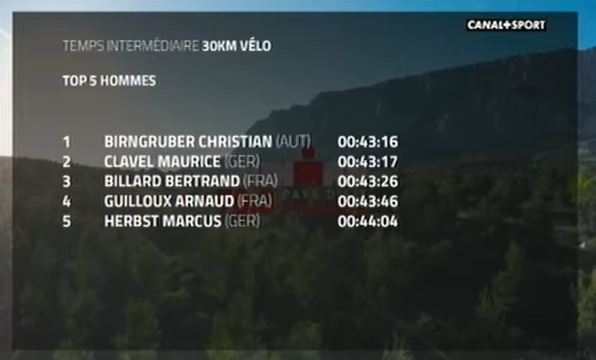 CANAL+SPORT
TEMPS INTERMÉDIAIRE 30KM VÉLO
TOP 5 HOMMES
1 BIRNGRUBER CHRISTIAN (AUT) 00:43:16
2 CLAVEL MAURICE (GER) 00:43:17
3 BILLARD BERTRAND (FRA) 00:43:26
4 GUILLOUX ARNAUD (FRA) 00:43:46
PAYS D
5 HERBST MARCUS (GER) 00:44:04